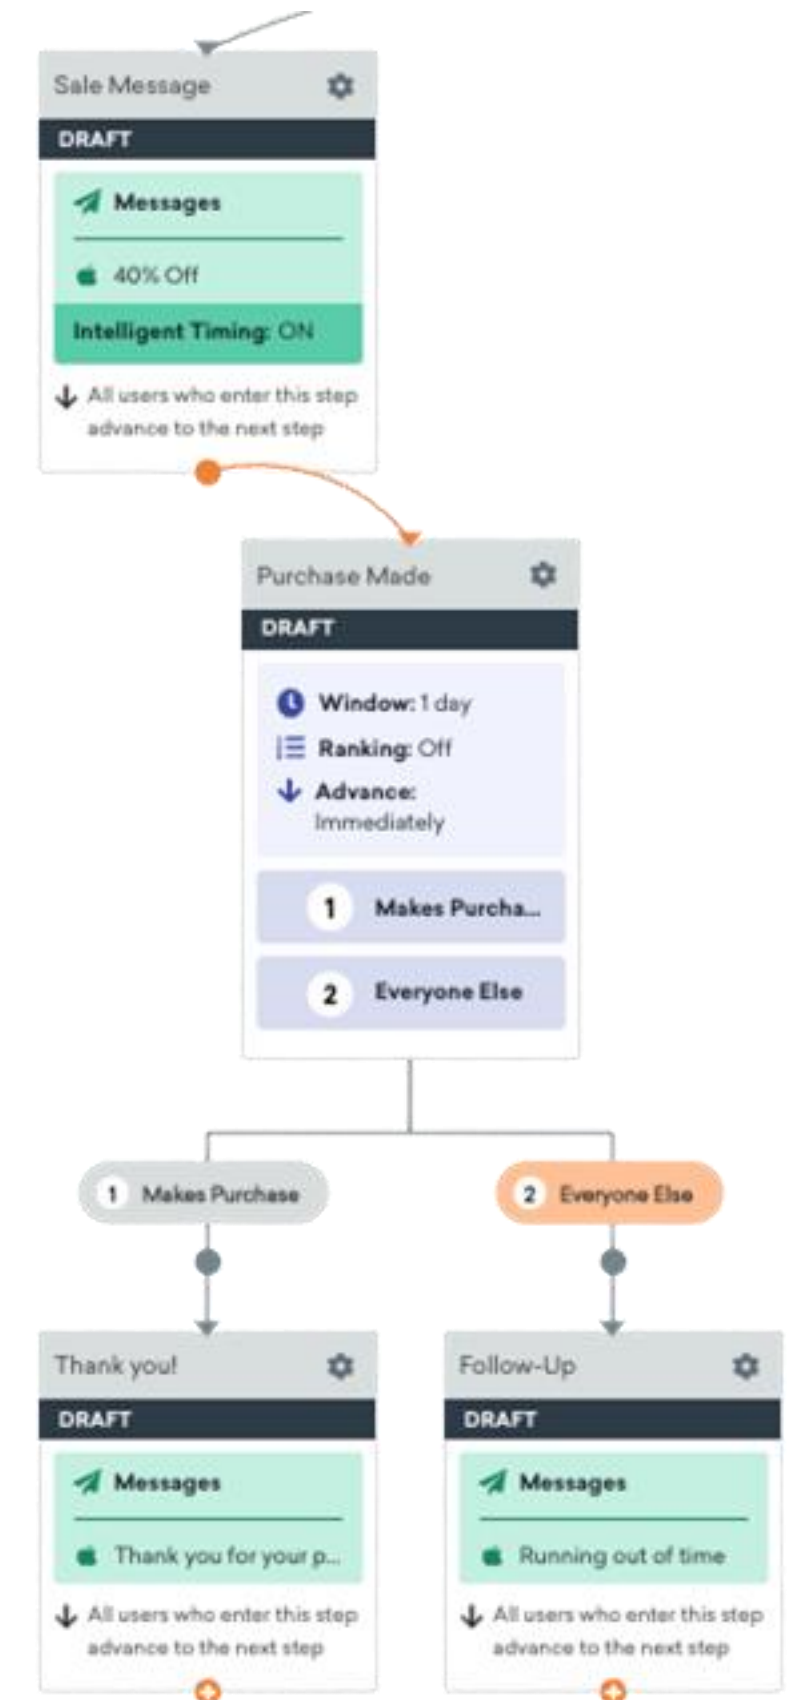 Sale Message
DRAFT
Messages
40% Off
Intelligent Timing: ON
All users who enter this step
advance to the next step
Purchase Made
DRAFT
Window: 1 day
Ranking: Off
Advance:
Immediately
1 Makes Purcha...
2 Everyone Else
1 Makes Purchase
2 Everyone Else
Thank you!
DRAFT
Messages
Thank you for your p...
All users who enter this step
advance to the next step
Follow-Up
DRAFT
Messages
Running out of time
All users who enter this step
advance to the next step